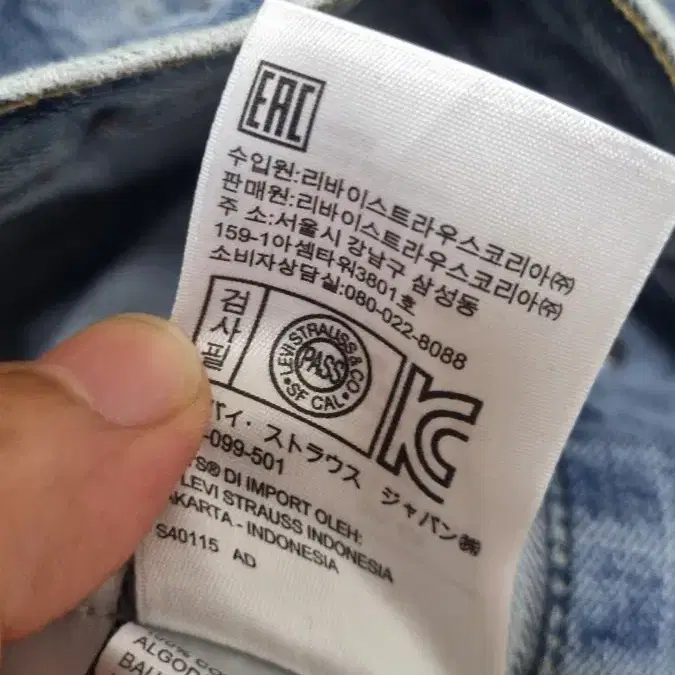 EAC
수입원:리바이스트라우스코리아㈜
판매원:리바이스트라우스코리아㈜
주 소:서울시 강남구 삼성동
159-1아셈타워3801호
소비자상담실:080-022-8088
검사필
LEVI STRAUSS & CO
PASS
SF CAL
KC
バイ・ストラウス ジャパン㈱
-099-501
DI IMPORT OLEH:
LEVI STRAUSS INDONESIA
AKARTA - INDONESIA
S40115 AD
ALGOD
BAU